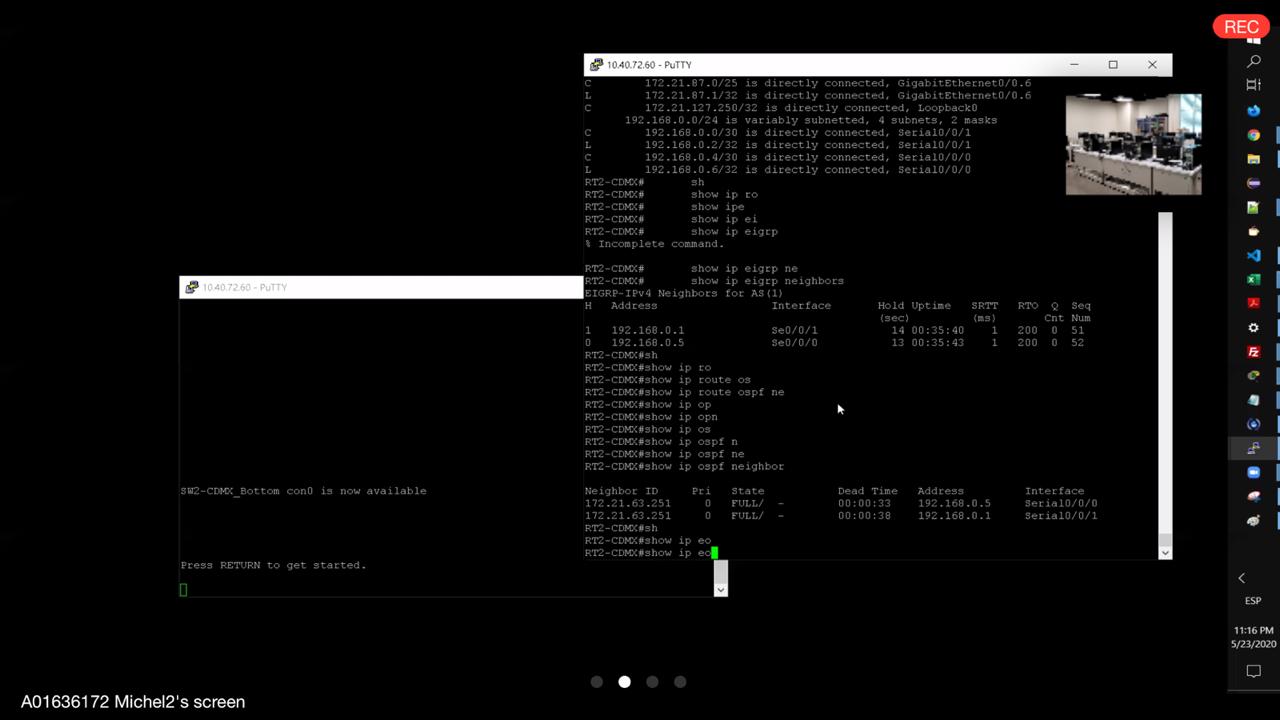 REC
10.40.72.60 - PuTTY
C       172.21.87.0/25 is directly connected, GigabitEthernet0/0.6
L       172.21.87.1/32 is directly connected, GigabitEthernet0/0.6
C       172.21.127.250/32 is directly connected, Loopback0
     192.168.0.0/24 is variably subnetted, 4 subnets, 2 masks
C       192.168.0.0/30 is directly connected, Serial0/0/1
L       192.168.0.2/32 is directly connected, Serial0/0/1
C       192.168.0.4/30 is directly connected, Serial0/0/0
L       192.168.0.6/32 is directly connected, Serial0/0/0
RT2-CDMX#       sh
RT2-CDMX#       show ip ro
RT2-CDMX#       show ipe
RT2-CDMX#       show ip ei
RT2-CDMX#       show ip eigrp
% Incomplete command.
RT2-CDMX#       show ip eigrp ne
RT2-CDMX#       show ip eigrp neighbors
EIGRP-IPv4 Neighbors for AS(1)
H   Address                 Interface              Hold Uptime   SRTT   RTO  Q  Seq
                                                   (sec)         (ms)       Cnt Num
1   192.168.0.1             Se0/0/1                  14 00:35:40    1   200  0  51
0   192.168.0.5             Se0/0/0                  13 00:35:43    1   200  0  52
RT2-CDMX#sh
RT2-CDMX#show ip ro
RT2-CDMX#show ip route os
RT2-CDMX#show ip route ospf ne
RT2-CDMX#show ip op
RT2-CDMX#show ip opn
RT2-CDMX#show ip os
RT2-CDMX#show ip ospf n
RT2-CDMX#show ip ospf ne
RT2-CDMX#show ip ospf neighbor
Neighbor ID     Pri   State           Dead Time   Address         Interface
172.21.63.251     0   FULL/  -        00:00:33    192.168.0.5     Serial0/0/0
172.21.63.251     0   FULL/  -        00:00:38    192.168.0.1     Serial0/0/1
RT2-CDMX#sh
RT2-CDMX#show ip eo
RT2-CDMX#show ip eo
10.40.72.60 - PuTTY
SW2-CDMX_Bottom con0 is now available
Press RETURN to get started.
ESP
11:16 PM
5/23/2020
A01636172 Michel2's screen